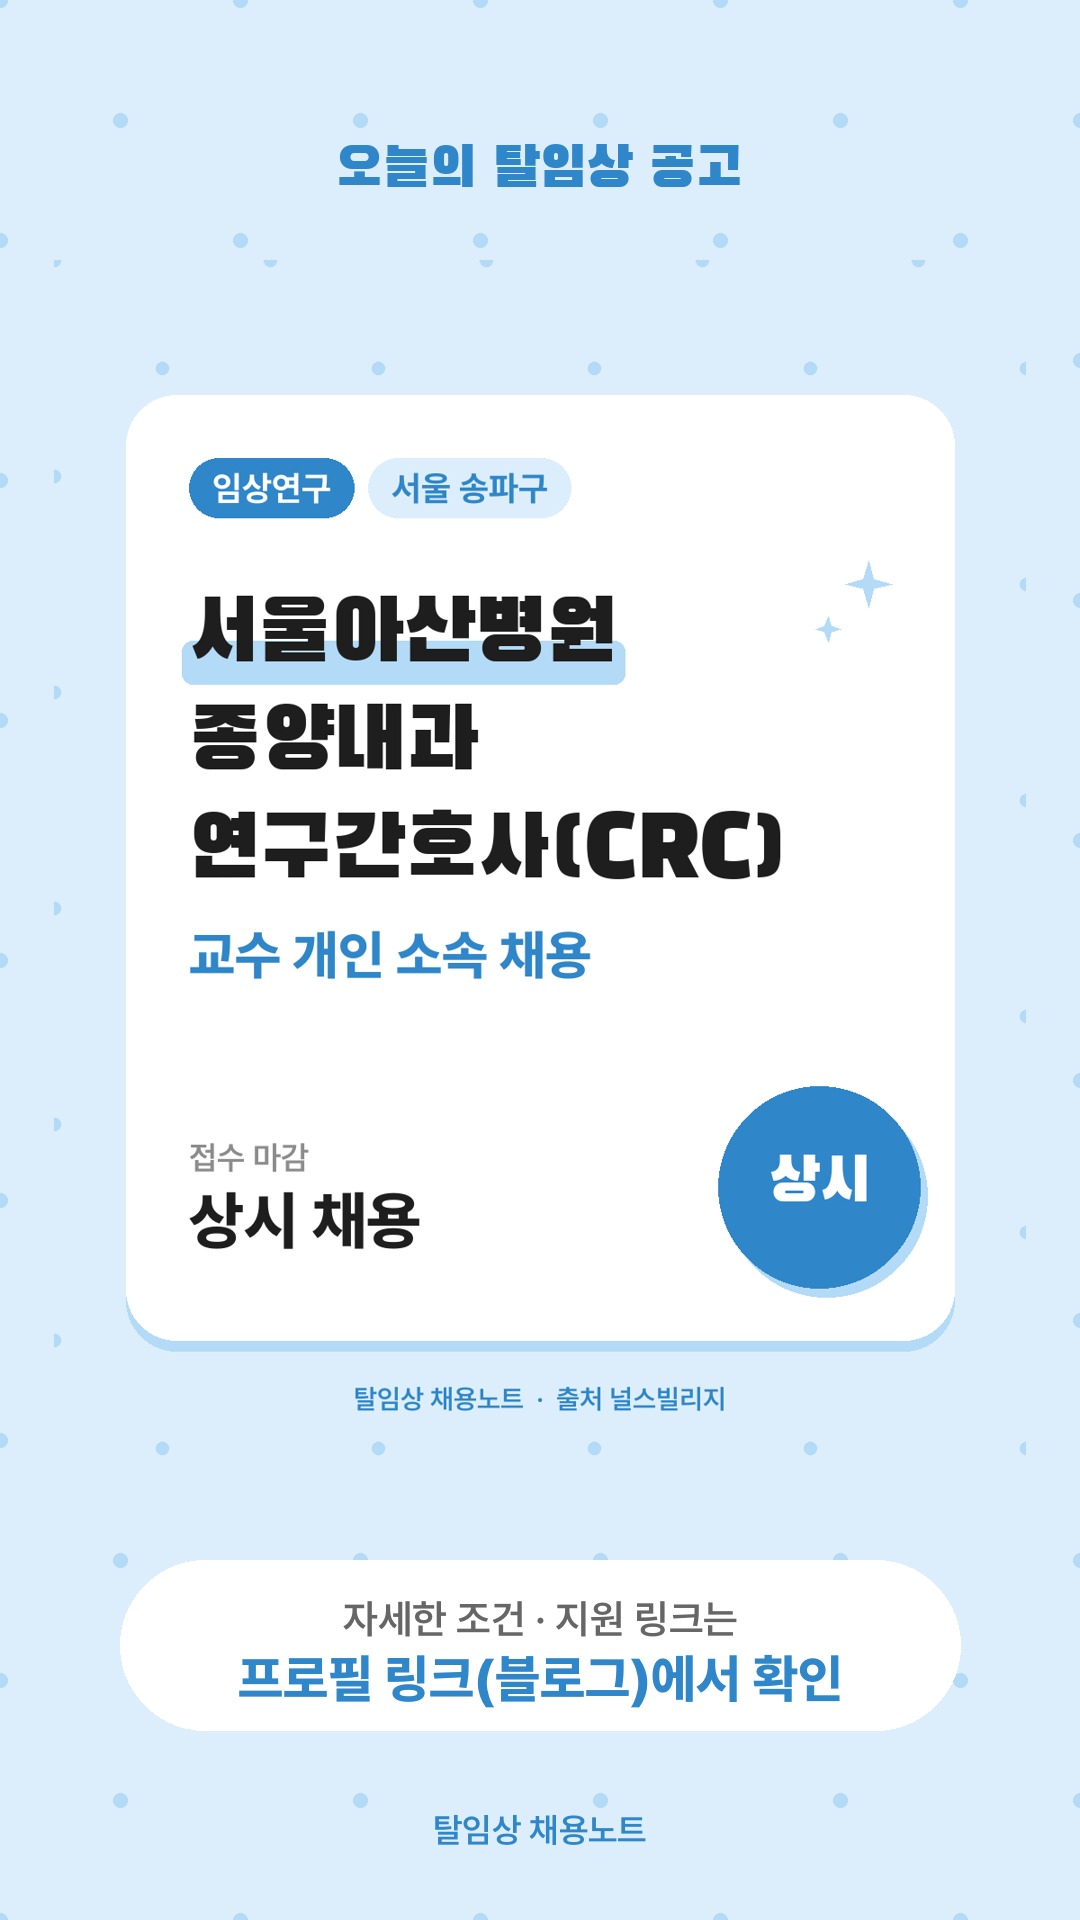 오늘의 탈임상 공고
임상연구
서울 송파구
서울아산병원
종양내과
연구간호사(CRC)
교수 개인 소속 채용
접수 마감
상시 채용
상시
탈임상 채용노트 · 출처 널스빌리지
자세한 조건 · 지원 링크는
프로필 링크(블로그)에서 확인
탈임상 채용노트